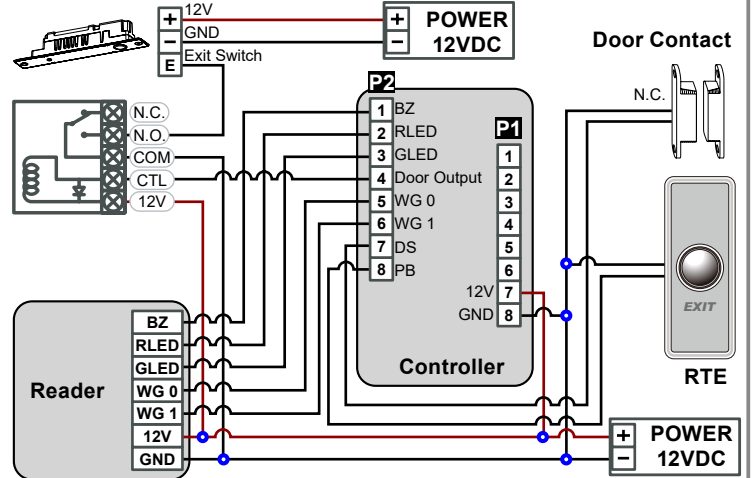 + 12V
− GND
E Exit Switch
+ POWER
− 12VDC
Door Contact
N.C.
N.C.
N.O.
COM
CTL
12V
P2
1 BZ
2 RLED
3 GLED
4 Door Output
5 WG 0
6 WG 1
7 DS
8 PB
P1
1
2
3
4
5
6
12V 7
GND 8
Controller
EXIT
RTE
Reader
BZ
RLED
GLED
WG 0
WG 1
12V
GND
+ POWER
− 12VDC